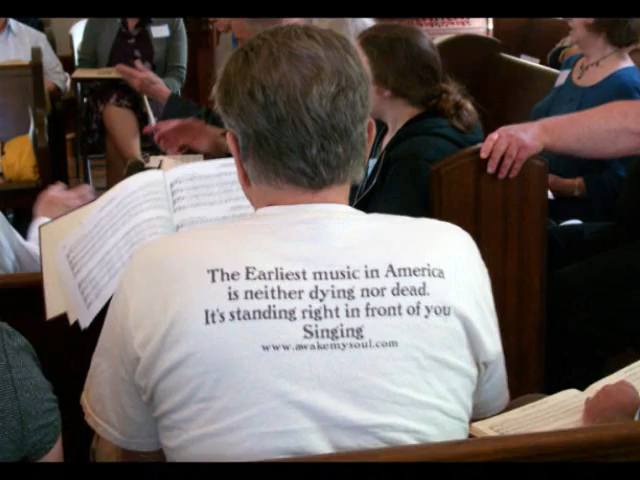 The Earliest music in America
is neither dying nor dead.
It's standing right in front of you
Singing
www.awakemysoul.com